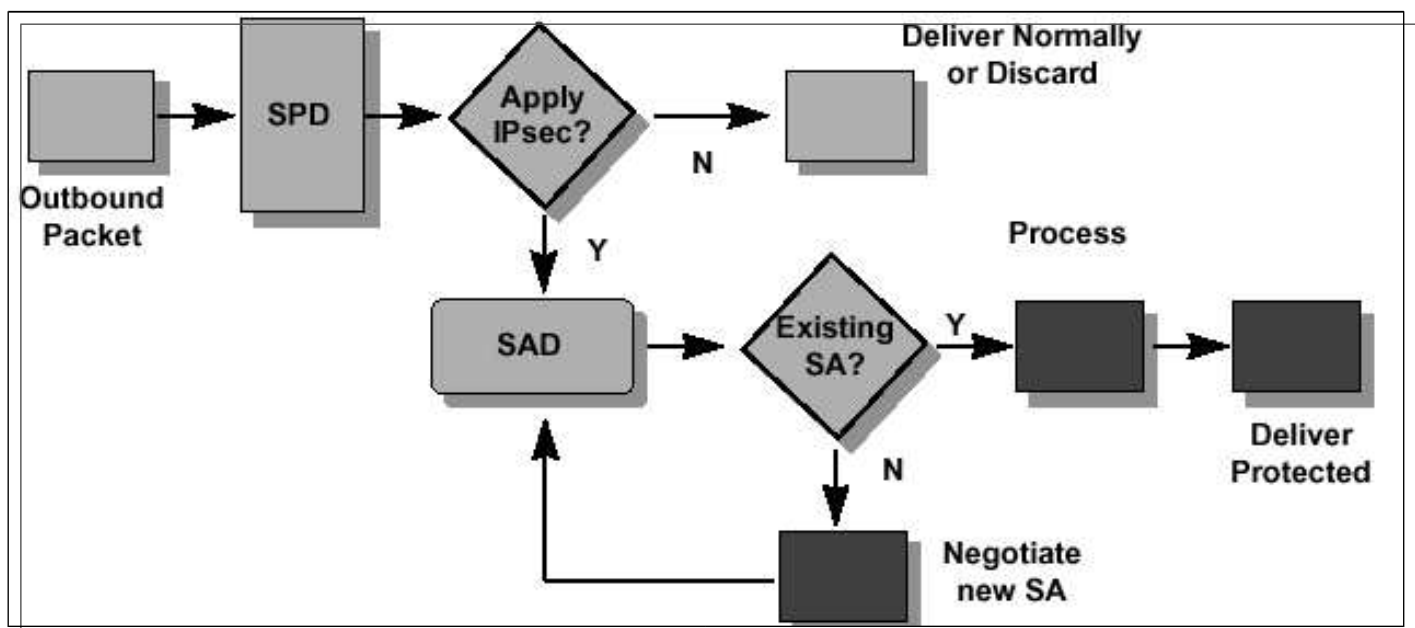 Deliver Normally
or Discard
SPD
Apply
IPsec?
N
Outbound
Packet
Y
Process
SAD
Existing
SA?
Y
Deliver
Protected
N
Negotiate
new SA